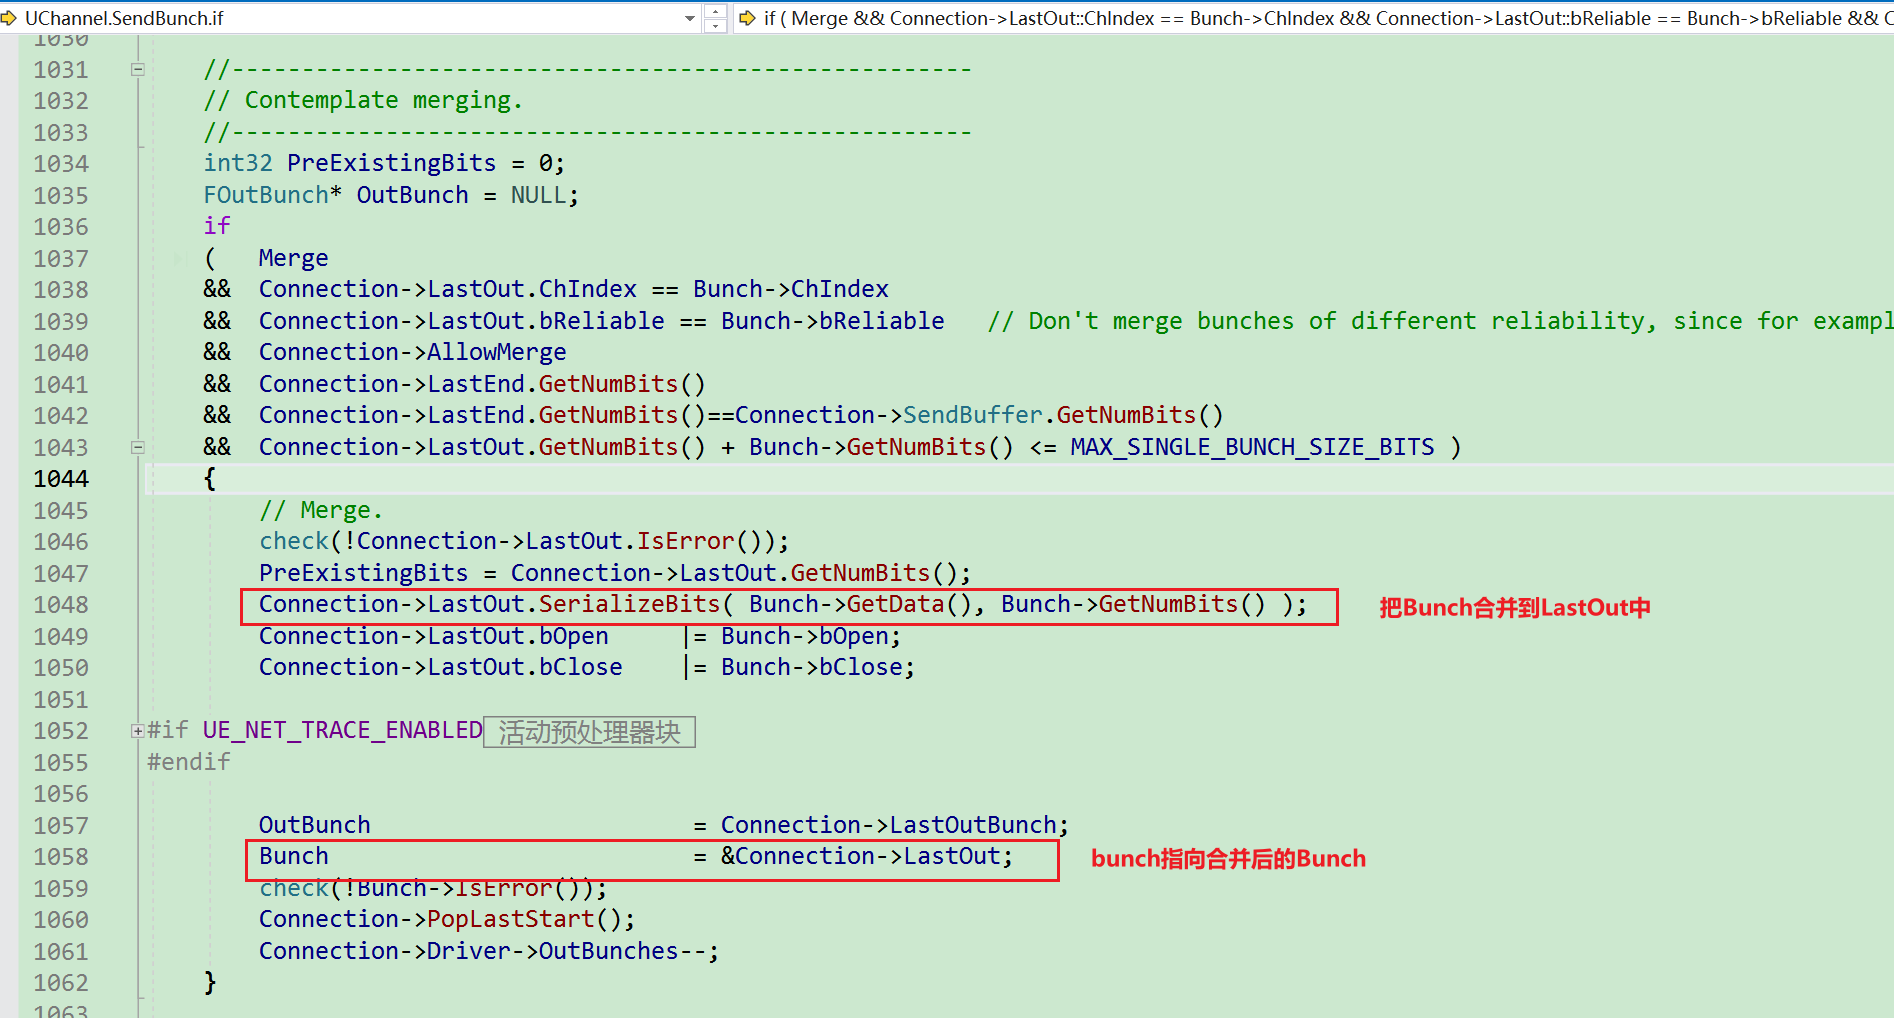 UChannel.SendBunch.if
if ( Merge && Connection->LastOut::ChIndex == Bunch->ChIndex && Connection->LastOut::bReliable == Bunch->bReliable && C
1030
1031 //-----------------------------------------------------
1032 // Contemplate merging.
1033 //-----------------------------------------------------
1034 int32 PreExistingBits = 0;
1035 FOutBunch* OutBunch = NULL;
1036 if
1037 ( Merge
1038 && Connection->LastOut.ChIndex == Bunch->ChIndex
1039 && Connection->LastOut.bReliable == Bunch->bReliable // Don't merge bunches of different reliability, since for exampl
1040 && Connection->AllowMerge
1041 && Connection->LastEnd.GetNumBits()
1042 && Connection->LastEnd.GetNumBits()==Connection->SendBuffer.GetNumBits()
1043 && Connection->LastOut.GetNumBits() + Bunch->GetNumBits() <= MAX_SINGLE_BUNCH_SIZE_BITS )
1044 {
1045 // Merge.
1046 check(!Connection->LastOut.IsError());
1047 PreExistingBits = Connection->LastOut.GetNumBits();
1048 Connection->LastOut.SerializeBits( Bunch->GetData(), Bunch->GetNumBits() ); 把Bunch合并到LastOut中
1049 Connection->LastOut.bOpen |= Bunch->bOpen;
1050 Connection->LastOut.bClose |= Bunch->bClose;
1051
1052 #if UE_NET_TRACE_ENABLED 活动预处理器块
1055 #endif
1056
1057 OutBunch = Connection->LastOutBunch;
1058 Bunch = &Connection->LastOut; bunch指向合并后的Bunch
1059 check(!Bunch->IsError());
1060 Connection->PopLastStart();
1061 Connection->Driver->OutBunches--;
1062 }
1063